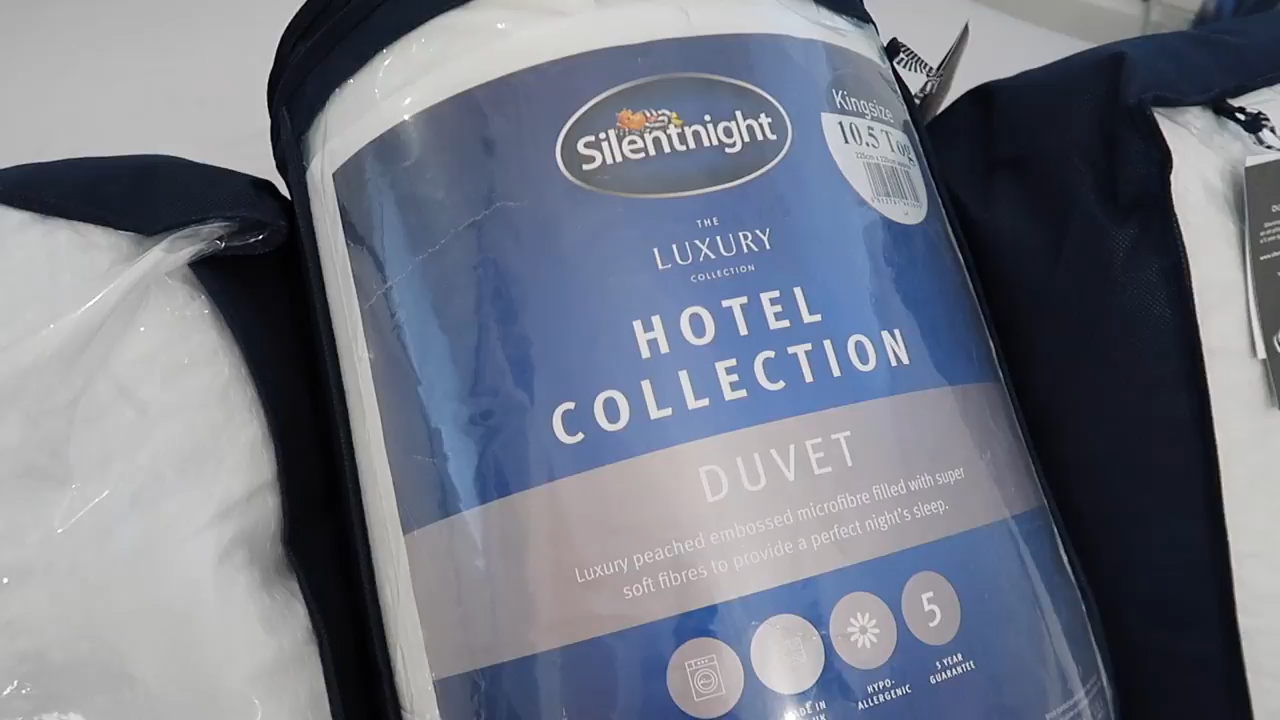 Silentnight
Kingsize
10.5 Tog
THE
LUXURY
COLLECTION
HOTEL
COLLECTION
DUVET
Luxury peached embossed microfibre filled with super
soft fibres to provide a perfect night's sleep.
5
IN
HYPO-
ALLERGENIC
5 YEAR
GUARANTEE